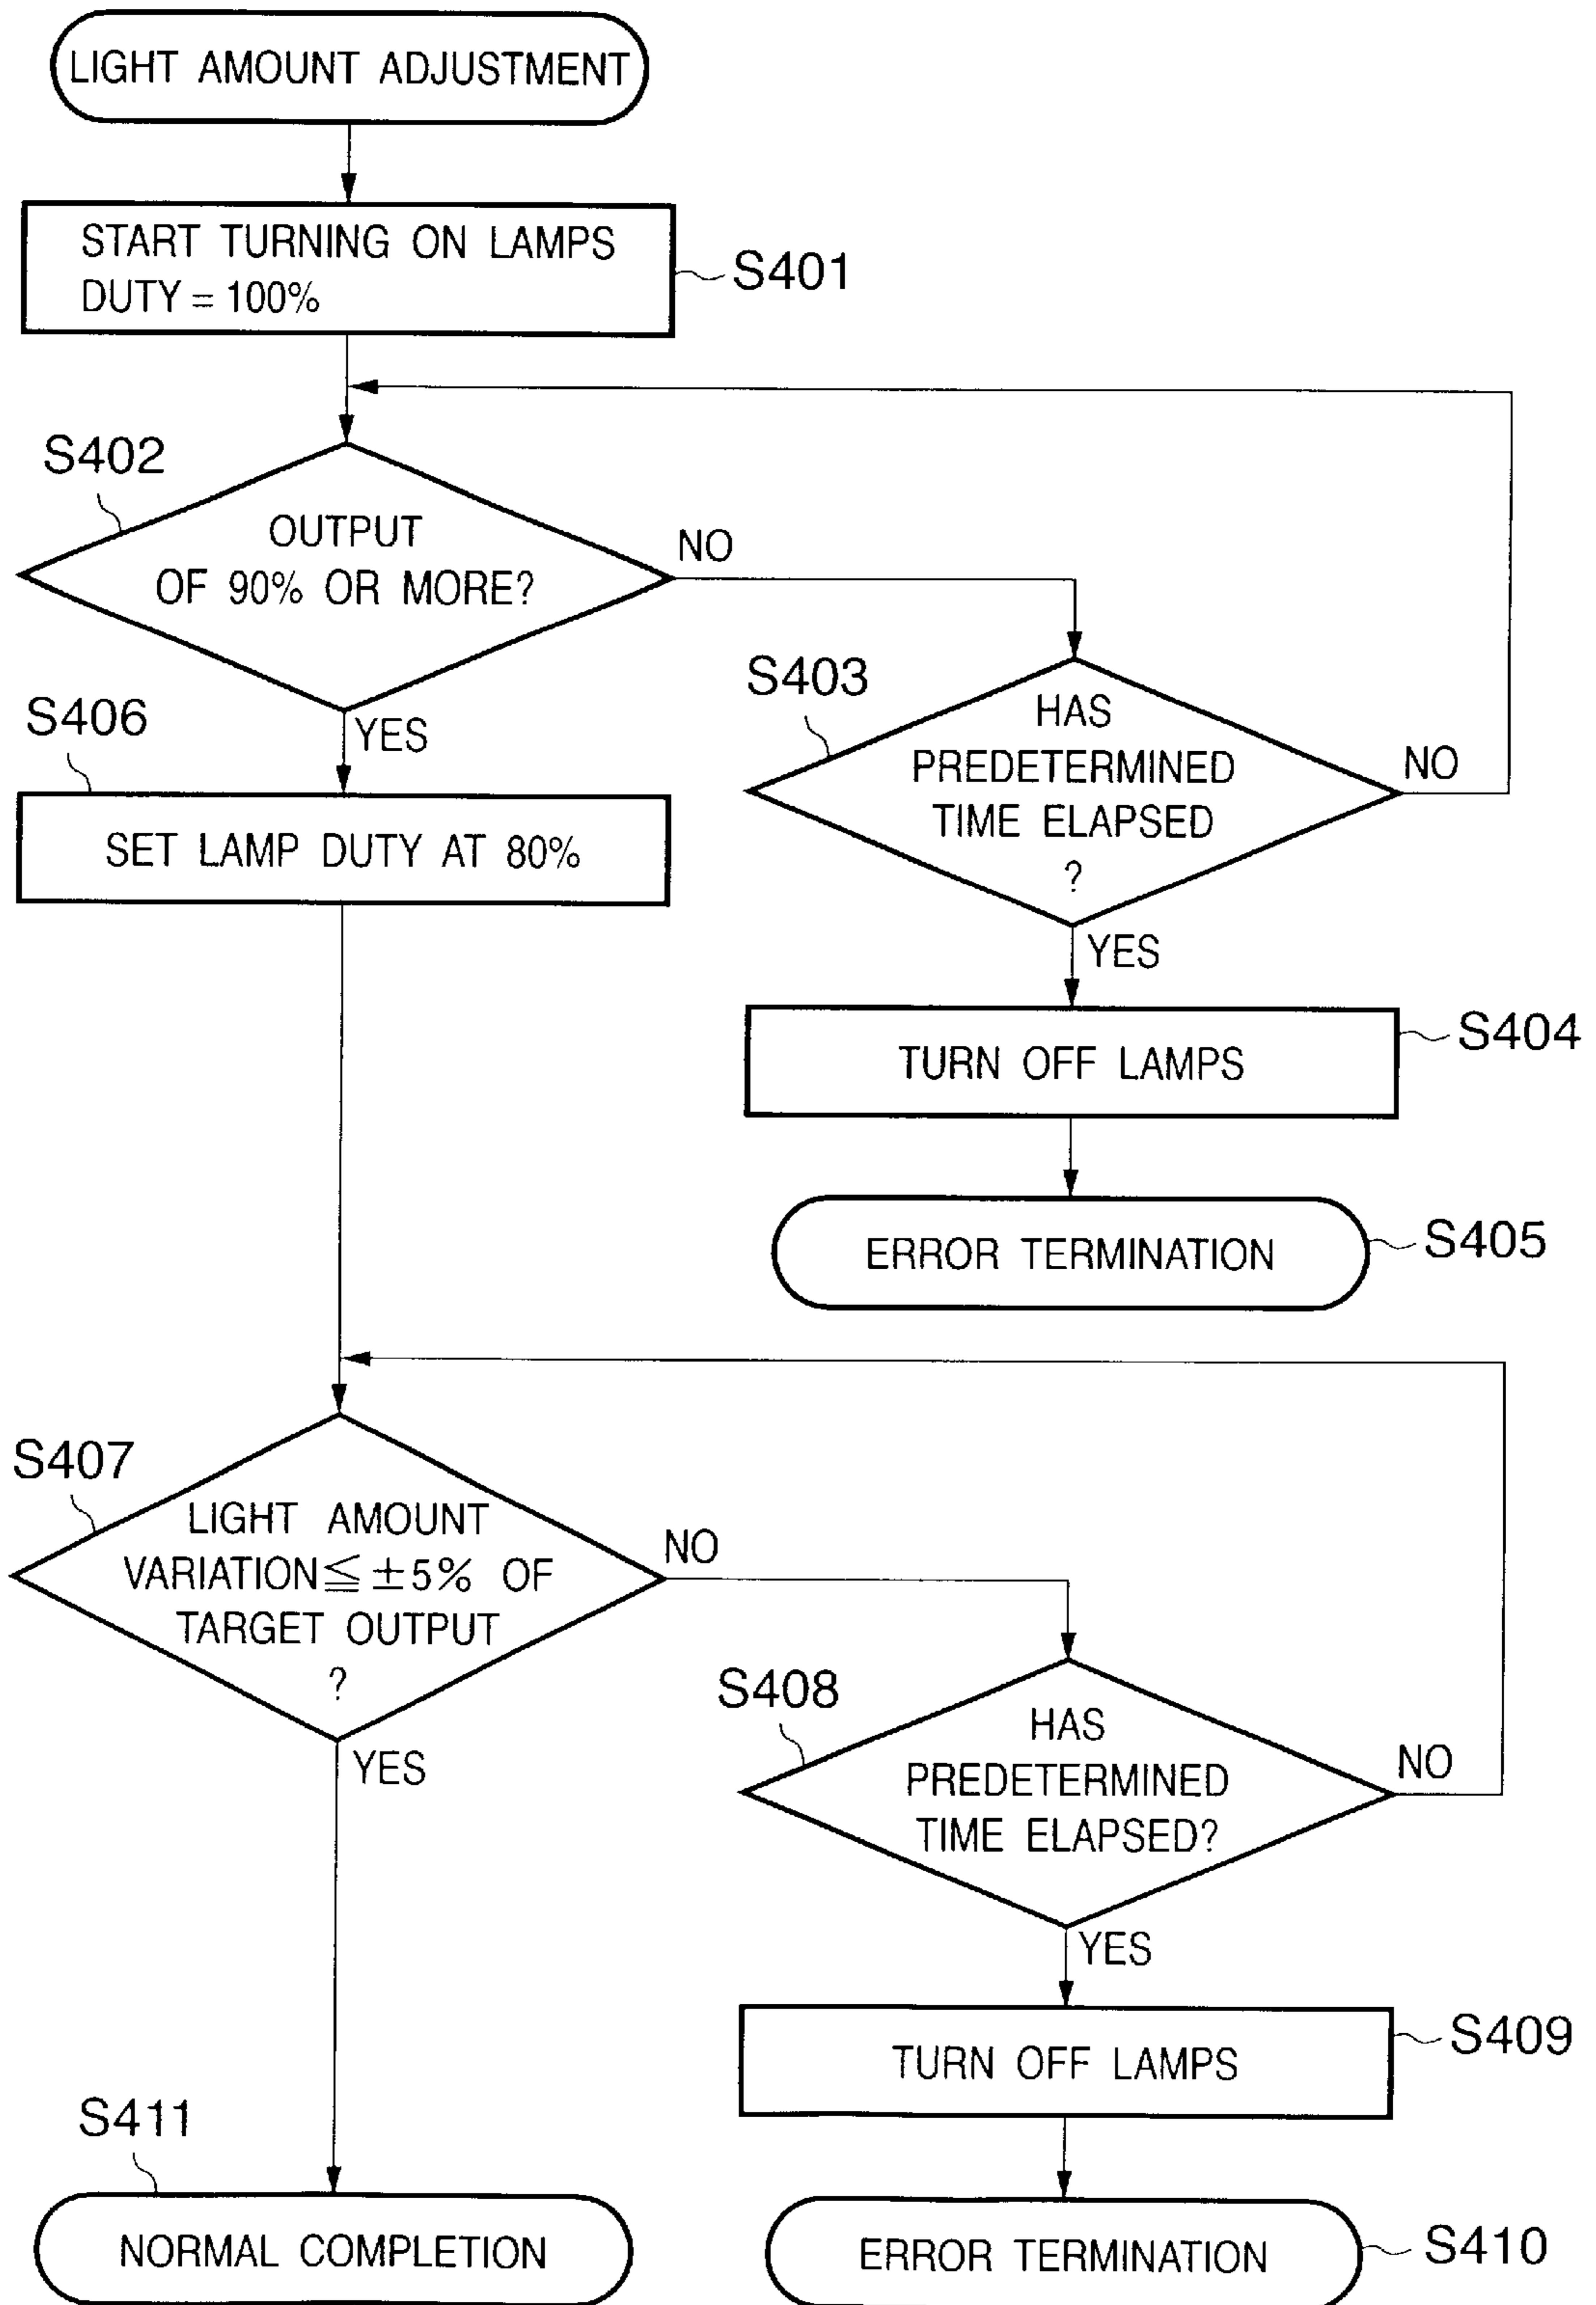 LIGHT AMOUNT ADJUSTMENT
START TURNING ON LAMPS
DUTY = 100%
S401
S402
OUTPUT
OF 90% OR MORE?
NO
YES
S403
HAS
PREDETERMINED
TIME ELAPSED
?
NO
YES
S406
SET LAMP DUTY AT 80%
S404
TURN OFF LAMPS
S405
ERROR TERMINATION
S407
LIGHT AMOUNT
VARIATION ≦ ±5% OF
TARGET OUTPUT
?
NO
YES
S408
HAS
PREDETERMINED
TIME ELAPSED?
NO
YES
S409
TURN OFF LAMPS
S411
NORMAL COMPLETION
ERROR TERMINATION
S410